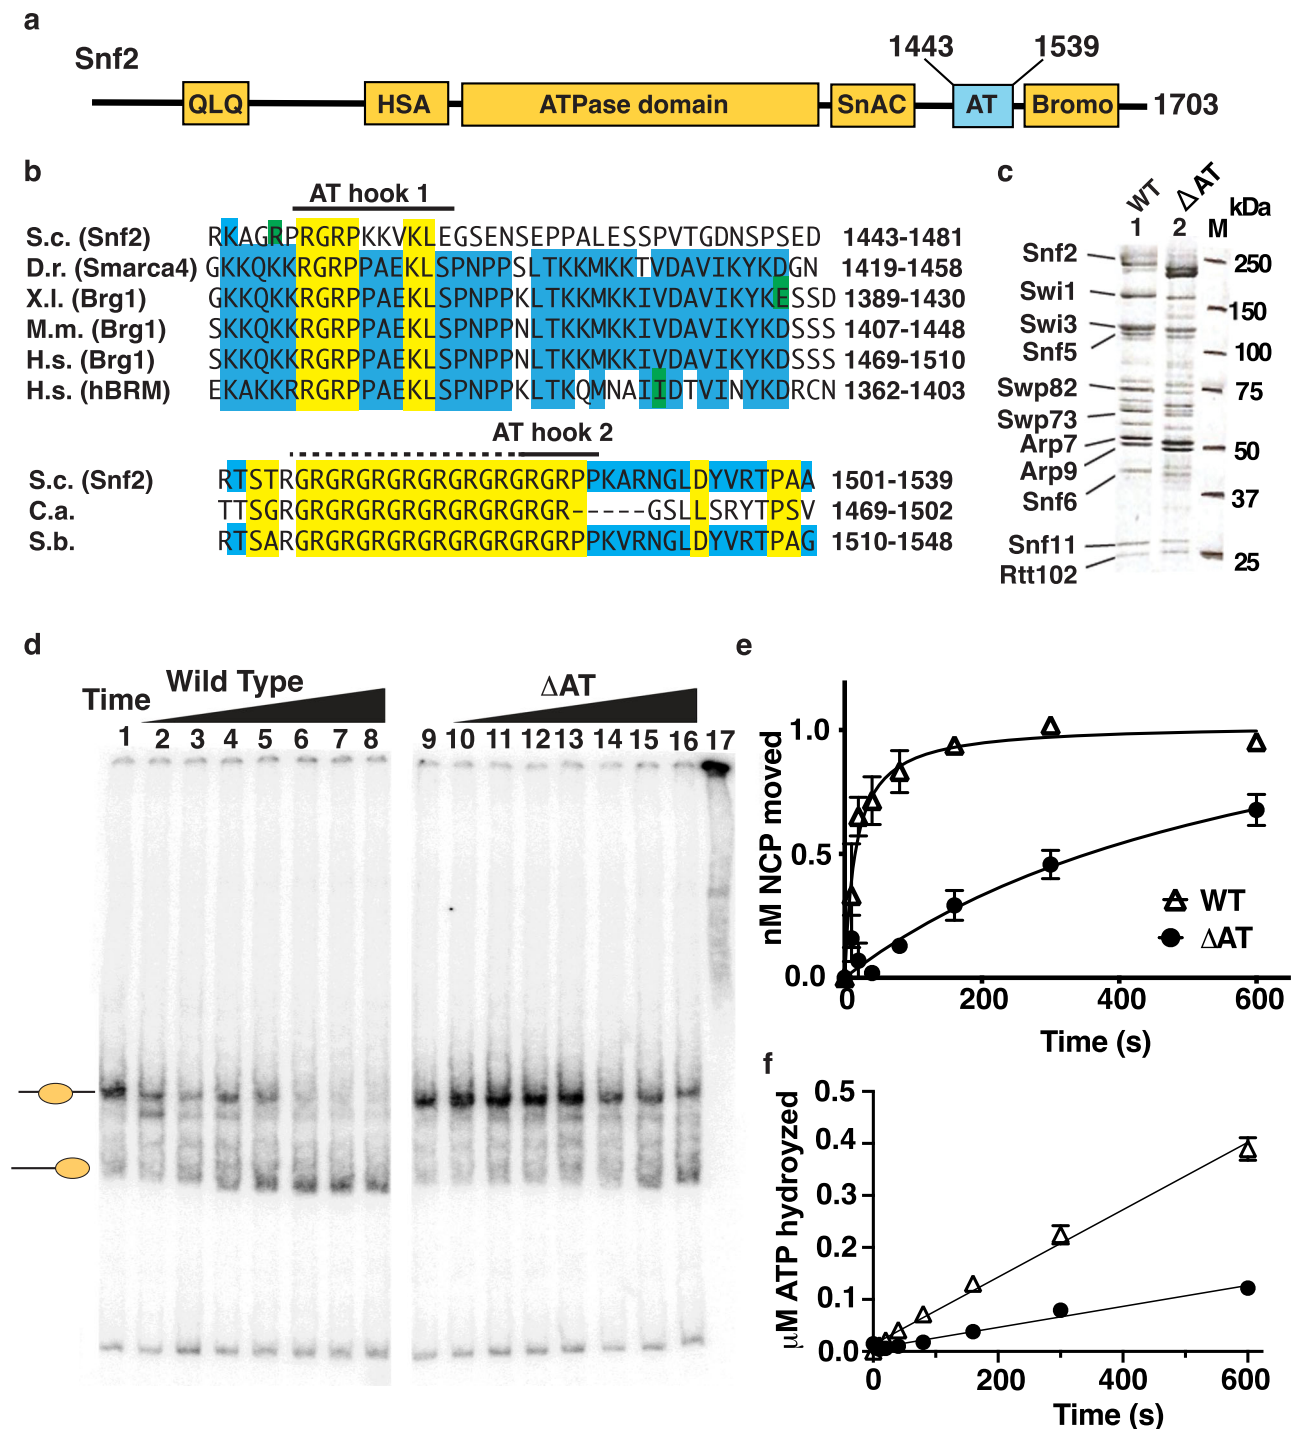 a
Snf2
1443 1539
QLQ HSA ATPase domain SnAC AT Bromo 1703
b
AT hook 1
S.c. (Snf2) RKAGRPRGRPKKVKLEGSENSEPPALESSPVTGDNSPSED 1443-1481
D.r. (Smarca4) GKKQKKRGRPPAEKLSPNPPSLTKKMKKTVDAVIKYKDGN 1419-1458
X.l. (Brg1) GKKQKKRGRPPAEKLSPNPPKLTKKMKKIVDAVIKYKESSD 1389-1430
M.m. (Brg1) SKKQKKRGRPPAEKLSPNPPNLTKKMKKIVDAVIKYKDSSS 1407-1448
H.s. (Brg1) SKKQKKRGRPPAEKLSPNPPNLTKKMKKIVDAVIKYKDSSS 1469-1510
H.s. (hBRM) EKAKKRRGRPPAEKLSPNPPKLTKQMNAIIDTVINYKDRCN 1362-1403
AT hook 2
S.c. (Snf2) RTSTRGRGRGRGRGRGRGRGRGRPPKARNGLDYVRTPAA 1501-1539
C.a. TTSGRGRGRGRGRGRGRGRGRGR-----GSLLSRYTPSV 1469-1502
S.b. RTSARGRGRGRGRGRGRGRGRGRPPKVRNGLDYVRTPAG 1510-1548
c
WT ΔAT kDa
1 2 M
Snf2
Swi1
Swi3
Snf5
Swp82
Swp73
Arp7
Arp9
Snf6
Snf11
Rtt102
250
150
100
75
50
37
25
d
Time Wild Type ΔAT
1 2 3 4 5 6 7 8 9 10 11 12 13 14 15 16 17
e
nM NCP moved
1.0
0.5
0.0
0 200 400 600
Time (s)
WT
ΔAT
f
μM ATP hydroyzed
0.5
0.4
0.3
0.2
0.1
0.0
0 200 400 600
Time (s)